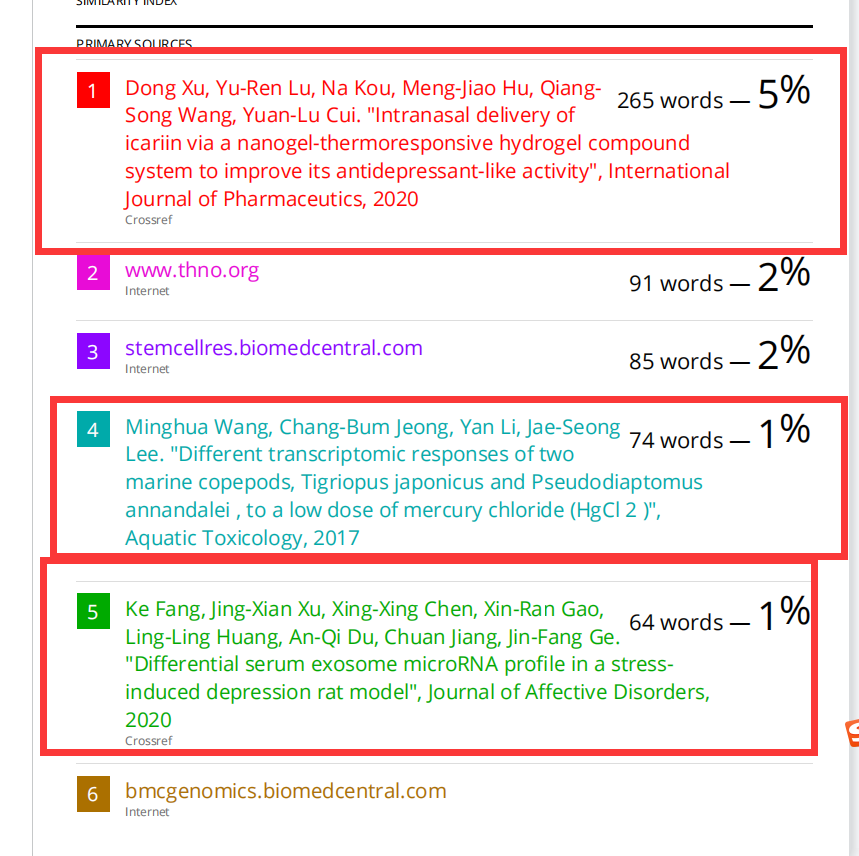 SIMILARITY INDEX
PRIMARY SOURCES
1
Dong Xu, Yu-Ren Lu, Na Kou, Meng-Jiao Hu, Qiang-
Song Wang, Yuan-Lu Cui. "Intranasal delivery of
icariin via a nanogel-thermoresponsive hydrogel compound
system to improve its antidepressant-like activity", International
Journal of Pharmaceutics, 2020
Crossref
265 words — 5%
2
www.thno.org
Internet
91 words — 2%
3
stemcellres.biomedcentral.com
Internet
85 words — 2%
4
Minghua Wang, Chang-Bum Jeong, Yan Li, Jae-Seong
Lee. "Different transcriptomic responses of two
marine copepods, Tigriopus japonicus and Pseudodiaptomus
annandalei , to a low dose of mercury chloride (HgCl 2 )",
Aquatic Toxicology, 2017
74 words — 1%
5
Ke Fang, Jing-Xian Xu, Xing-Xing Chen, Xin-Ran Gao,
Ling-Ling Huang, An-Qi Du, Chuan Jiang, Jin-Fang Ge.
"Differential serum exosome microRNA profile in a stress-
induced depression rat model", Journal of Affective Disorders,
2020
Crossref
64 words — 1%
6
bmcgenomics.biomedcentral.com
Internet